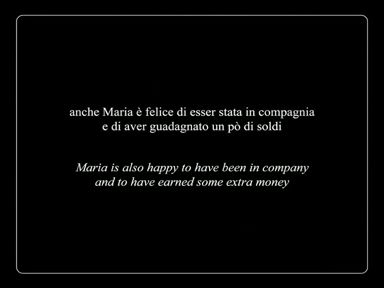 anche Maria è felice di esser stata in compagnia
e di aver guadagnato un pò di soldi
Maria is also happy to have been in company
and to have earned some extra money